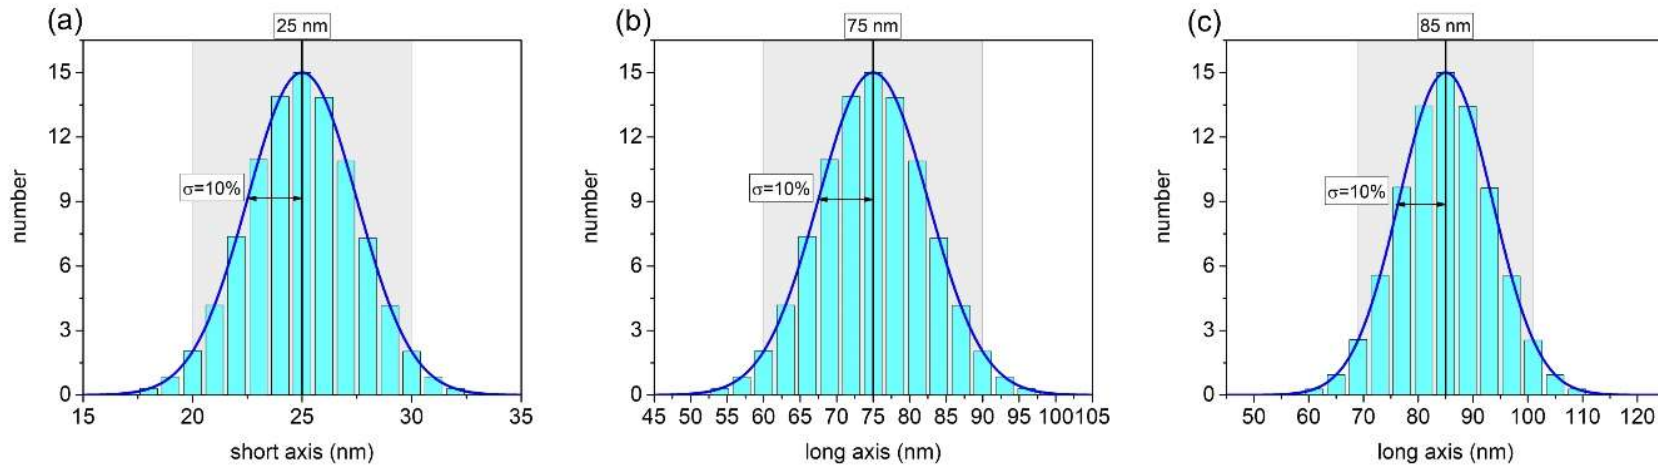 (a)
25 nm
15
12
9
6
3
0
number
σ=10%
15 20 25 30 35
short axis (nm)
(b)
75 nm
15
12
9
6
3
0
number
σ=10%
45 50 55 60 65 70 75 80 85 90 95 100 105
long axis (nm)
(c)
85 nm
15
12
9
6
3
0
number
σ=10%
50 60 70 80 90 100 110 120
long axis (nm)